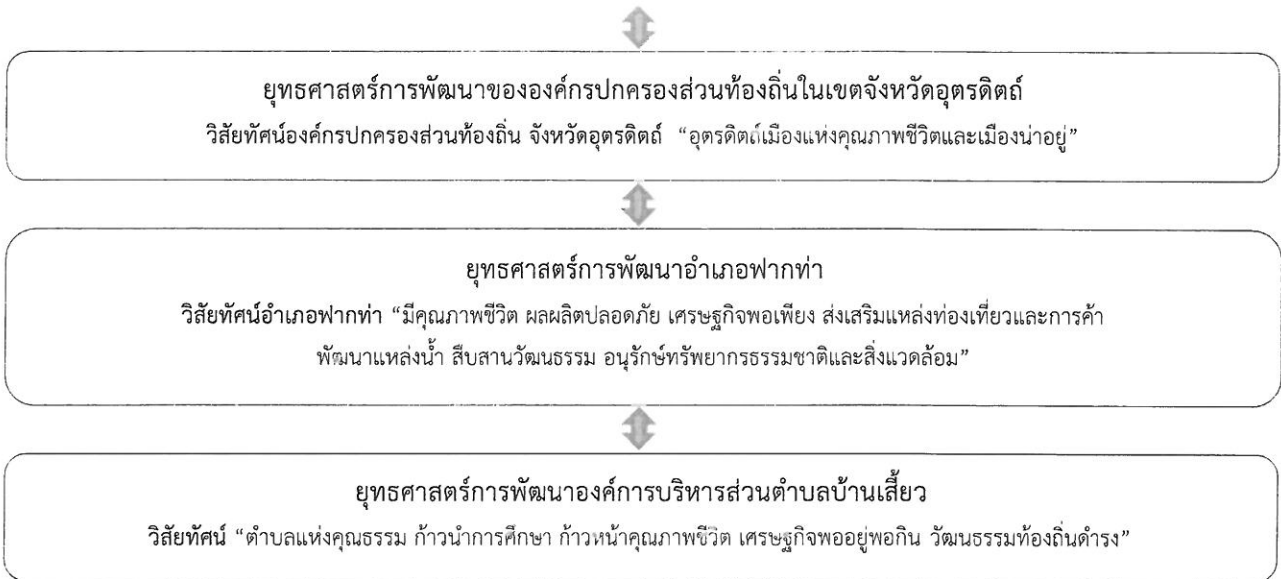 ยุทธศาสตร์การพัฒนาขององค์กรปกครองส่วนท้องถิ่นในเขตจังหวัดอุตรดิตถ์
วิสัยทัศน์องค์กรปกครองส่วนท้องถิ่น จังหวัดอุตรดิตถ์ “อุตรดิตถ์เมืองแห่งคุณภาพชีวิตและเมืองน่าอยู่”
ยุทธศาสตร์การพัฒนาอำเภอฟากท่า
วิสัยทัศน์อำเภอฟากท่า “มีคุณภาพชีวิต ผลผลิตปลอดภัย เศรษฐกิจพอเพียง ส่งเสริมแหล่งท่องเที่ยวและการค้า
พัฒนาแหล่งน้ำ สืบสานวัฒนธรรม อนุรักษ์ทรัพยากรธรรมชาติและสิ่งแวดล้อม”
ยุทธศาสตร์การพัฒนาองค์การบริหารส่วนตำบลบ้านเสี้ยว
วิสัยทัศน์ “ตำบลแห่งคุณธรรม ก้าวนำการศึกษา ก้าวหน้าคุณภาพชีวิต เศรษฐกิจพออยู่พอกิน วัฒนธรรมท้องถิ่นดำรง”